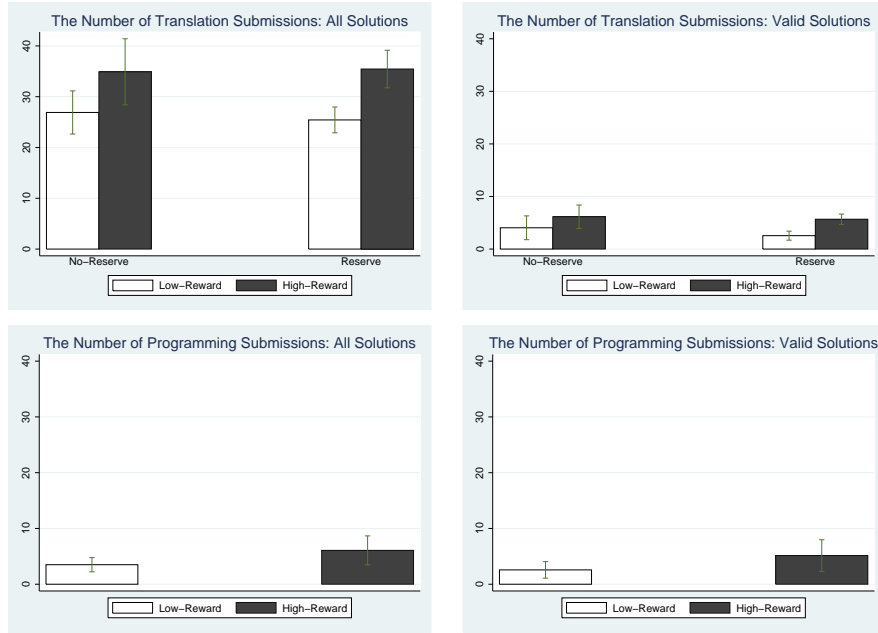 The Number of Translation Submissions: All Solutions
40
30
20
10
0
No−Reserve Reserve
Low−Reward High−Reward
The Number of Translation Submissions: Valid Solutions
40
30
20
10
0
No−Reserve Reserve
Low−Reward High−Reward
The Number of Programming Submissions: All Solutions
40
30
20
10
0
Low−Reward High−Reward
The Number of Programming Submissions: Valid Solutions
40
30
20
10
0
Low−Reward High−Reward